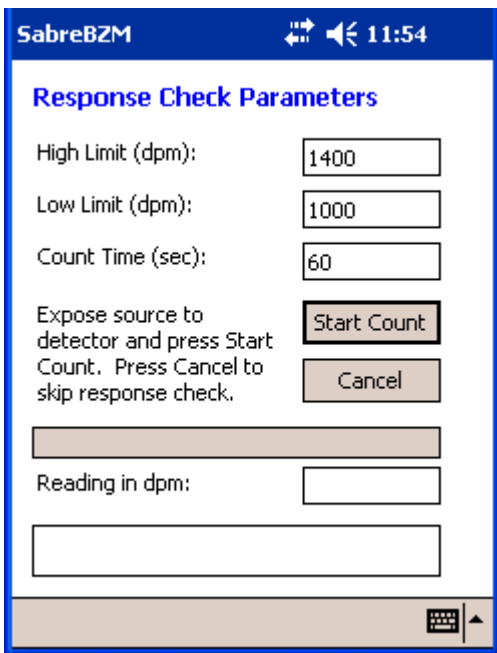 SabreBZM 11:54
Response Check Parameters
High Limit (dpm): 1400
Low Limit (dpm): 1000
Count Time (sec): 60
Expose source to
detector and press Start
Count. Press Cancel to
skip response check.
Start Count
Cancel
Reading in dpm: